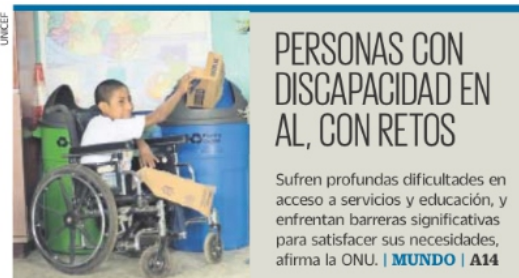 UNICEF
PERSONAS CON
DISCAPACIDAD EN
AL, CON RETOS
Sufren profundas dificultades en
acceso a servicios y educación, y
enfrentan barreras significativas
para satisfacer sus necesidades,
afirma la ONU. | MUNDO | A14